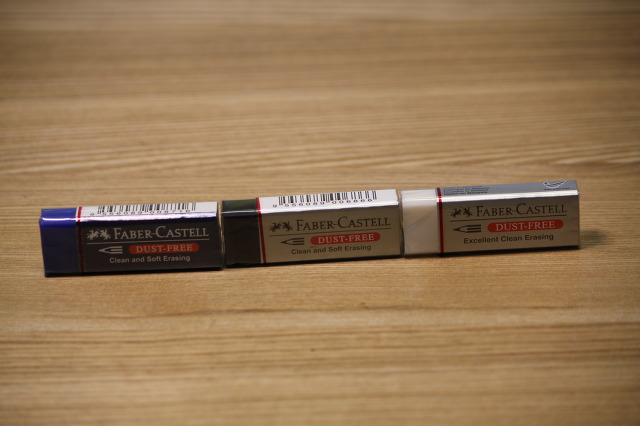 FABER-CASTELL
DUST-FREE
Clean and Soft Erasing
FABER-CASTELL
DUST-FREE
Clean and Soft Erasing
FABER-CASTELL
DUST-FREE
Excellent Clean Erasing